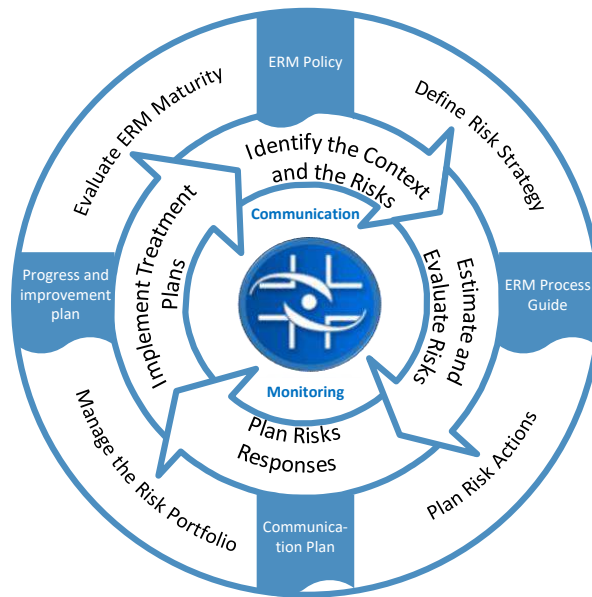 ERM Policy
Define Risk Strategy
ERM Process
Guide
Plan Risk Actions
Communica-
tion Plan
Manage the Risk Portfolio
Progress and
improvement
plan
Evaluate ERM Maturity
Identify the Context
and the Risks
Estimate and
Evaluate Risks
Plan Risks
Responses
Implement Treatment
Plans
Communication
Monitoring